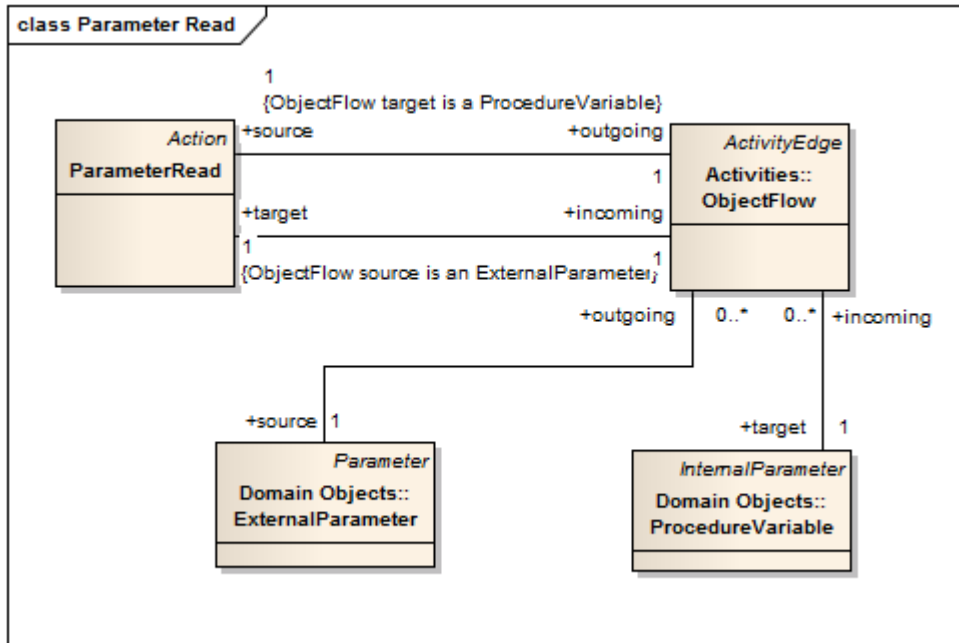 class Parameter Read
1
{ObjectFlow target is a ProcedureVariable}
+source
+outgoing
Action
ParameterRead
ActivityEdge
Activities::
ObjectFlow
1
+target
+incoming
1
1
{ObjectFlow source is an ExternalParameter}
+outgoing
0..*
0..*
+incoming
+source
1
+target
1
Parameter
Domain Objects::
ExternalParameter
InternalParameter
Domain Objects::
ProcedureVariable